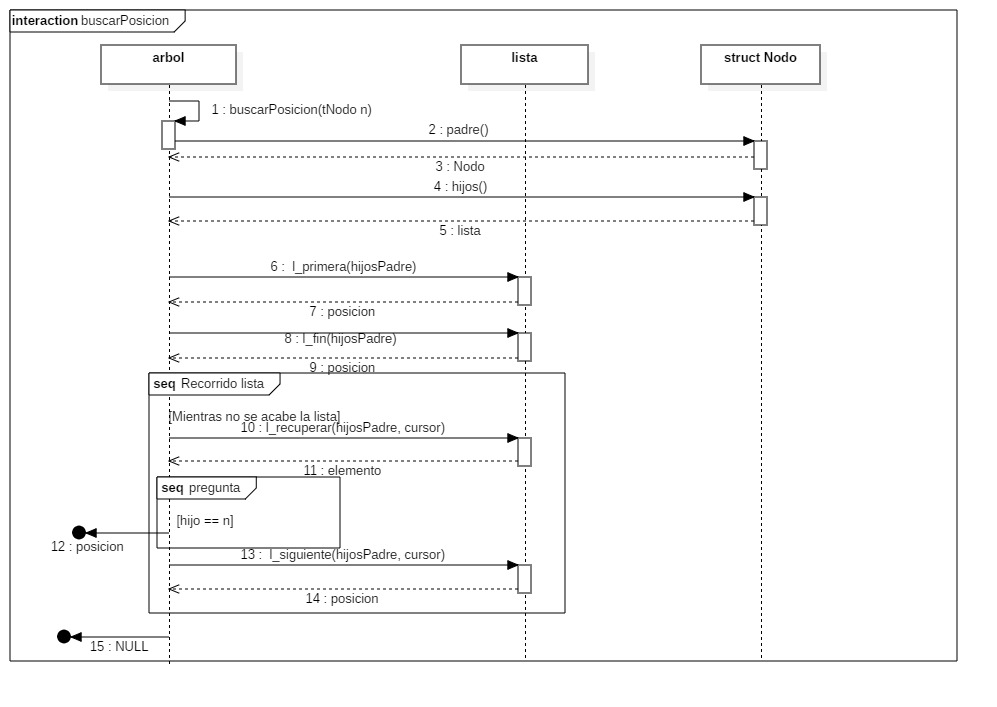 interaction buscarPosicion
arbol
lista
struct Nodo
1 : buscarPosicion(tNodo n)
2 : padre()
3 : Nodo
4 : hijos()
5 : lista
6 :  l_primera(hijosPadre)
7 : posicion
8 : l_fin(hijosPadre)
9 : posicion
seq Recorrido lista
[Mientras no se acabe la lista]
10 : l_recuperar(hijosPadre, cursor)
11 : elemento
seq pregunta
[hijo == n]
12 : posicion
13 :  l_siguiente(hijosPadre, cursor)
14 : posicion
15 : NULL